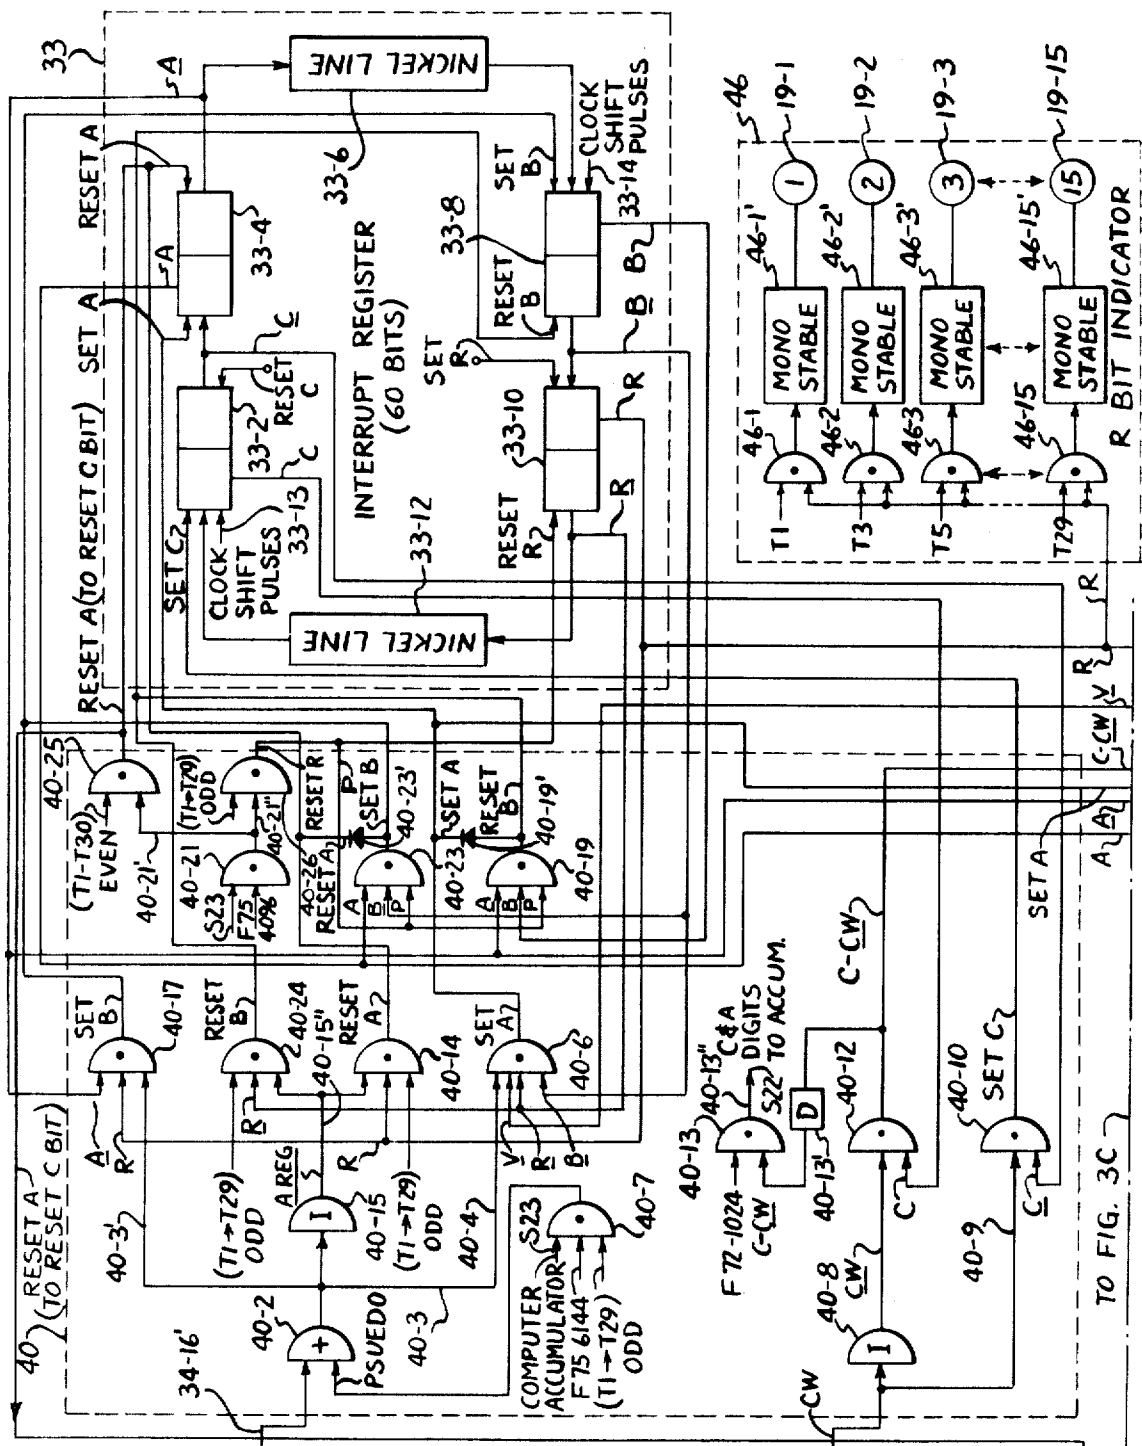 33
A
RESET A
SET A
RESET A (TO RESET C BIT)
A
33-4
NICKEL LINE
33-6
C
RESET
C
33-2
C
SET C
CLOCK
SHIFT
PULSES
33-13
INTERRUPT REGISTER
(60 BITS)
NICKEL LINE
33-12
SET
B
CLOCK
SHIFT
PULSES
33-14
33-8
RESET
B
B
B
SET
R
33-10
R
RESET
R
R
46
19-1
19-2
19-3
19-15
1
2
3
15
46-1'
46-2'
46-3'
46-15'
MONO
STABLE
MONO
STABLE
MONO
STABLE
MONO
STABLE
46-1
46-2
46-3
46-15
T1
T3
T5
T29
R BIT INDICATOR
R
R
V
C-CW
A
A
SET A
40-25
(T1-T30)
EVEN
40-21'
40-21
S23
F75
40%
40-21"
(T1→T29)
ODD
RESET R
40-26
RESET A
P
SET B
40-23'
A
B
P
40-23
SET A
RESET
B
40-19'
A
B
P
40-19
SET
B
40-17
RESET
B
40-24
40-15"
RESET
A
40-14
SET
A
40-6
A
R
R
R
V
R
B
40-3'
(T1→T29)
ODD
A REG
S
I
40-15
(T1→T29)
ODD
40-4
40
(RESET A
(TO RESET C BIT)
34-16'
40-2
+
PSUEDO
40-3
COMPUTER
ACCUMULATOR
S23
F75 6144
(T1→T29)
ODD
40-7
40-13
40-13"
C & A
DIGITS
S22 TO ACCUM.
F72-1024
C-CW
D
40-13'
40-12
C-CW
C
CW
40-8
I
CW
40-9
C
40-10
SET C
TO FIG. 3C